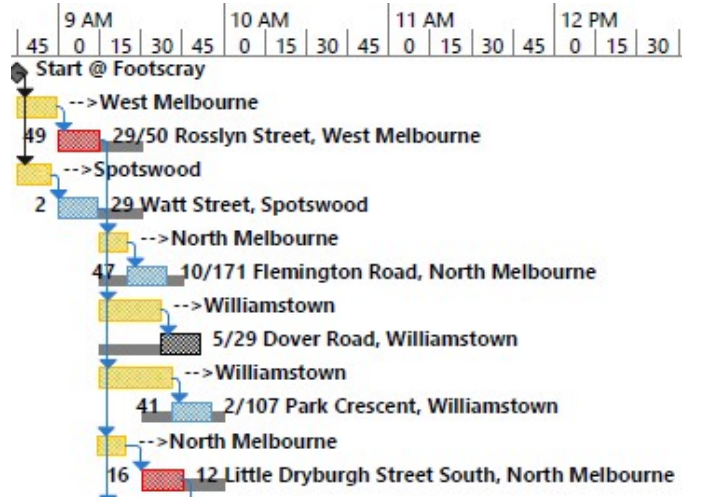 9 AM 10 AM 11 AM 12 PM
45 0 15 30 45 0 15 30 45 0 15 30 45 0 15 30
Start @ Footscray
-->West Melbourne
49 29/50 Rosslyn Street, West Melbourne
-->Spotswood
2 29 Watt Street, Spotswood
-->North Melbourne
47 10/171 Flemington Road, North Melbourne
-->Williamstown
5/29 Dover Road, Williamstown
-->Williamstown
41 2/107 Park Crescent, Williamstown
-->North Melbourne
16 12 Little Dryburgh Street South, North Melbourne